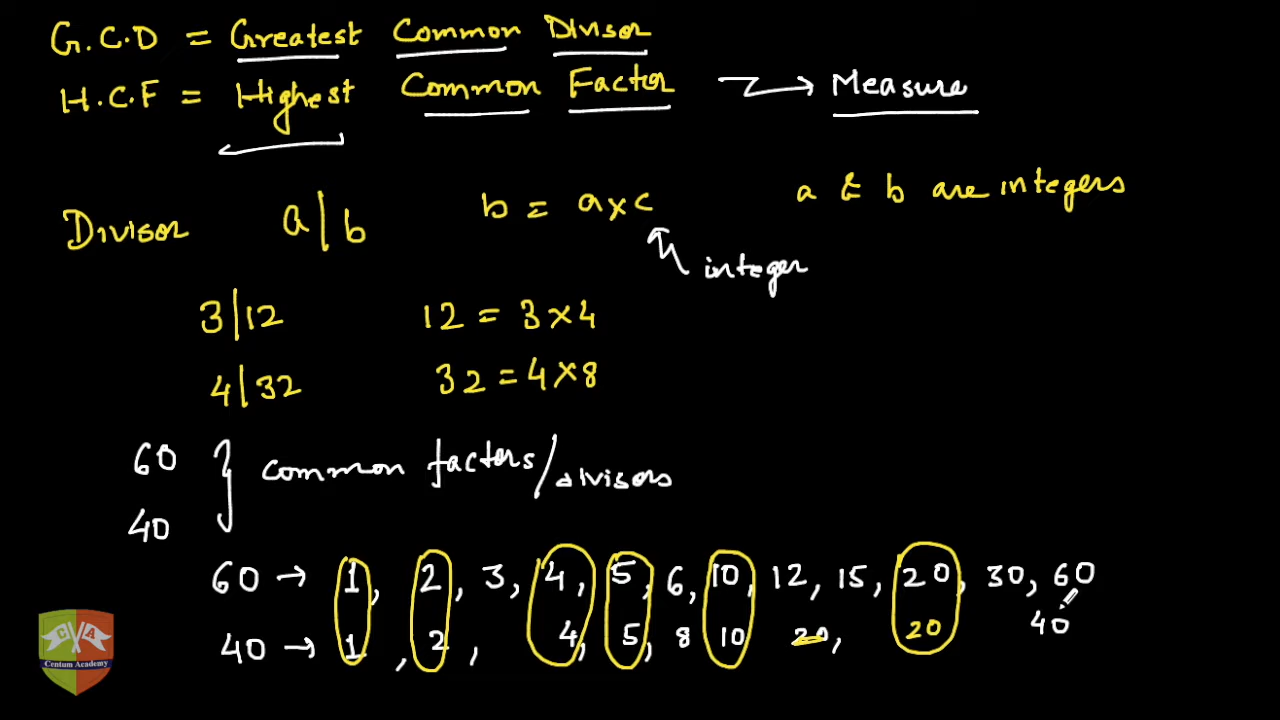 G.C.D = Greatest Common Divisor
H.C.F = Highest Common Factor → Measure
Divisor a|b b = a×c a & b are integers
integer
3|12 12 = 3×4
4|32 32 = 4×8
60
} common factors/divisors
40
60 → 1, 2, 3, 4, 5, 6, 10, 12, 15, 20, 30, 60
40 → 1, 2, 4, 5, 8 10 20, 20 40
C A
Centum Academy